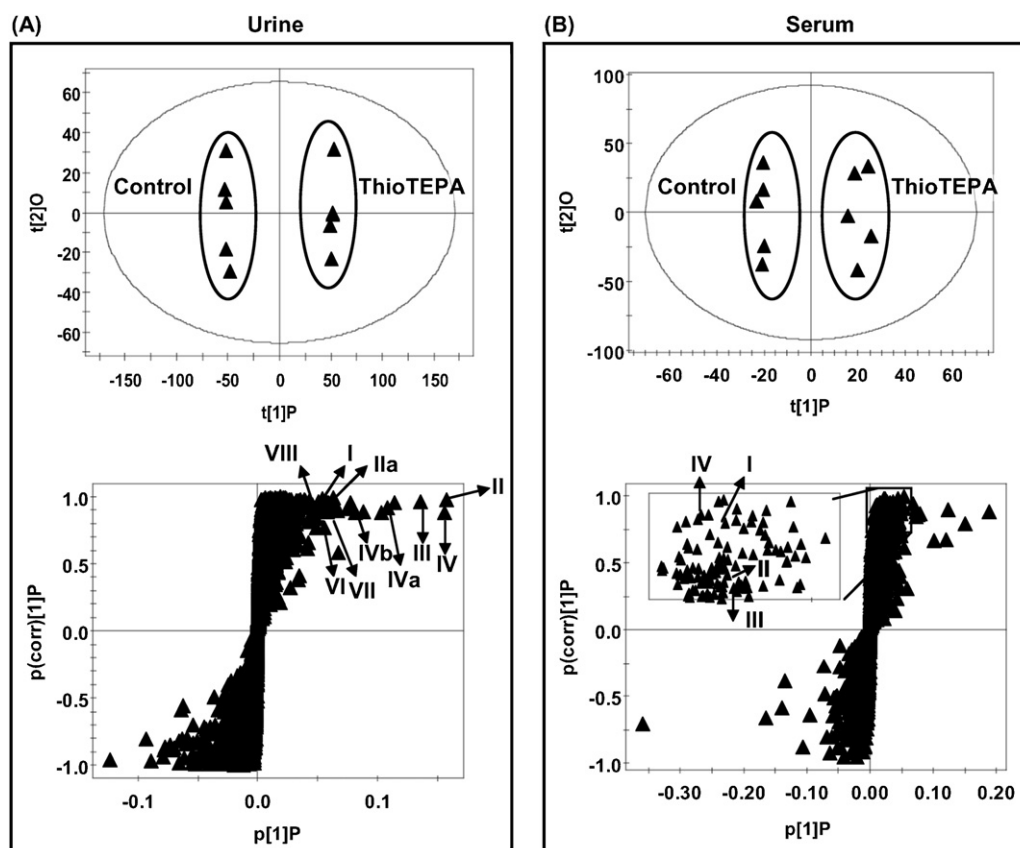 (A) Urine
60
40
20
0
-20
-40
-60
t[2]O
Control
ThioTEPA
-150 -100 -50 0 50 100 150
t[1]P
VIII I IIa II
IVb III IV
VI VII IVa
1.0
0.5
0.0
-0.5
-1.0
p(corr)[1]P
-0.1 0.0 0.1
p[1]P
(B) Serum
100
50
0
-50
-100
t[2]O
Control
ThioTEPA
-60 -40 -20 0 20 40 60
t[1]P
IV I
II
III
1.0
0.5
0.0
-0.5
-1.0
p(corr)[1]P
-0.30 -0.20 -0.10 0.00 0.10 0.20
p[1]P